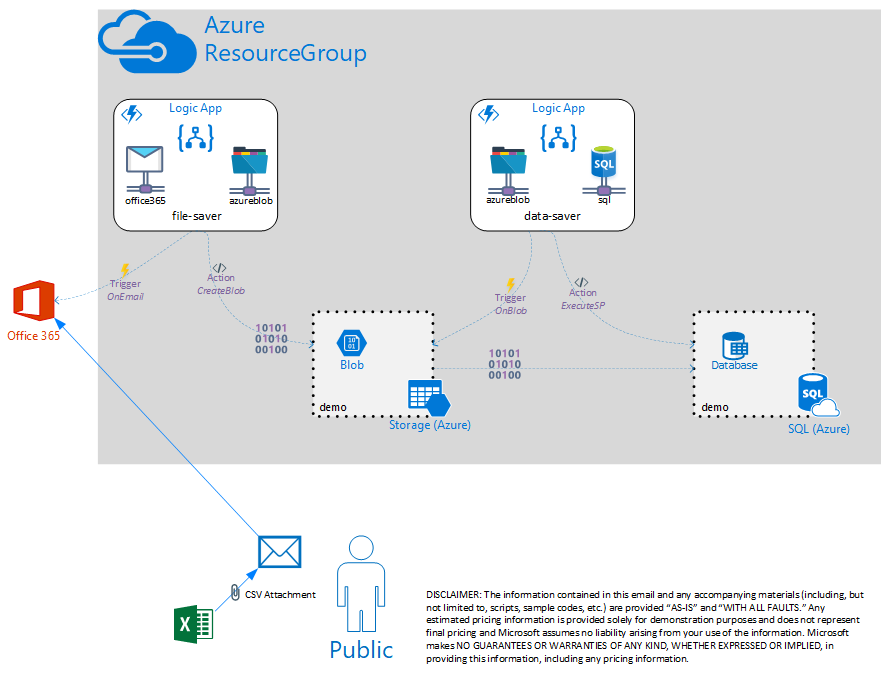 Azure
ResourceGroup
Logic App
office365
azureblob
file-saver
Logic App
SQL
azureblob
sql
data-saver
Trigger
OnEmail
Action
CreateBlob
Trigger
OnBlob
Action
ExecuteSP
Office 365
10101
01010
00100
10
01
Blob
demo
Storage (Azure)
10101
01010
00100
Database
demo
SQL
SQL (Azure)
CSV Attachment
X
Public
DISCLAIMER: The information contained in this email and any accompanying materials (including, but
not limited to, scripts, sample codes, etc.) are provided “AS-IS” and “WITH ALL FAULTS.” Any
estimated pricing information is provided solely for demonstration purposes and does not represent
final pricing and Microsoft assumes no liability arising from your use of the information. Microsoft
makes NO GUARANTEES OR WARRANTIES OF ANY KIND, WHETHER EXPRESSED OR IMPLIED, in
providing this information, including any pricing information.